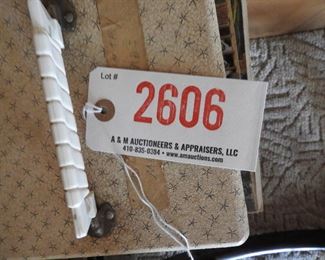 Lot #
2606
A & M AUCTIONEERS & APPRAISERS, LLC
410-835-0384 • www.amauctions.com